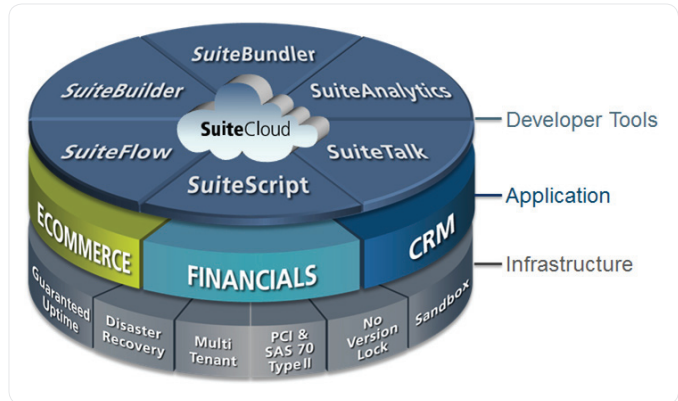 SuiteBundler
SuiteBuilder
SuiteAnalytics
SuiteCloud
SuiteFlow
SuiteTalk
SuiteScript
Developer Tools
ECOMMERCE
FINANCIALS
CRM
Application
Guaranteed
Uptime
Disaster
Recovery
Multi
Tenant
PCI &
SAS 70
Type II
No
Version
Lock
Sandbox
Infrastructure